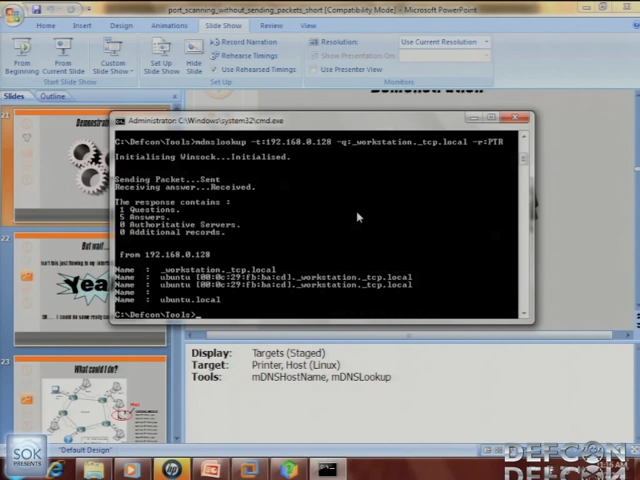 port_scanning_without_sending_packets_short [Compatibility Mode] - Microsoft PowerPoint
Home Insert Design Animations Slide Show Review View
From Beginning
From Current Slide
Custom Slide Show
Start Slide Show
Set Up Slide Show
Hide Slide
Record Narration
Rehearse Timings
Use Rehearsed Timings
Set Up
Resolution: Use Current Resolution
Show Presentation On:
Use Presenter View
Monitors
Slides Outline
21
Demonstration
22
But wait...
Yea
23
What could I do?
Administrator: C:\Windows\system32\cmd.exe
C:\Defcon\Tools>mdnslookup -t:192.168.0.128 -q:_workstation._tcp.local -r:PTR
Initialising Winsock...Initialised.
Sending Packet...Sent
Receiving answer...Received.
The response contains :
1 Questions.
5 Answers.
0 Authoritative Servers.
0 Additional records.
from 192.168.0.128
Name : _workstation._tcp.local
Name : ubuntu [00:0c:29:fb:ba:cd]._workstation._tcp.local
Name : ubuntu [00:0c:29:fb:ba:cd]._workstation._tcp.local
Name :
Name : ubuntu.local
C:\Defcon\Tools>_
Display: Targets (Staged)
Target: Printer, Host (Linux)
Tools: mDNSHostName, mDNSLookup
"Default Design"
SOK
PRESENTS
DEFCON